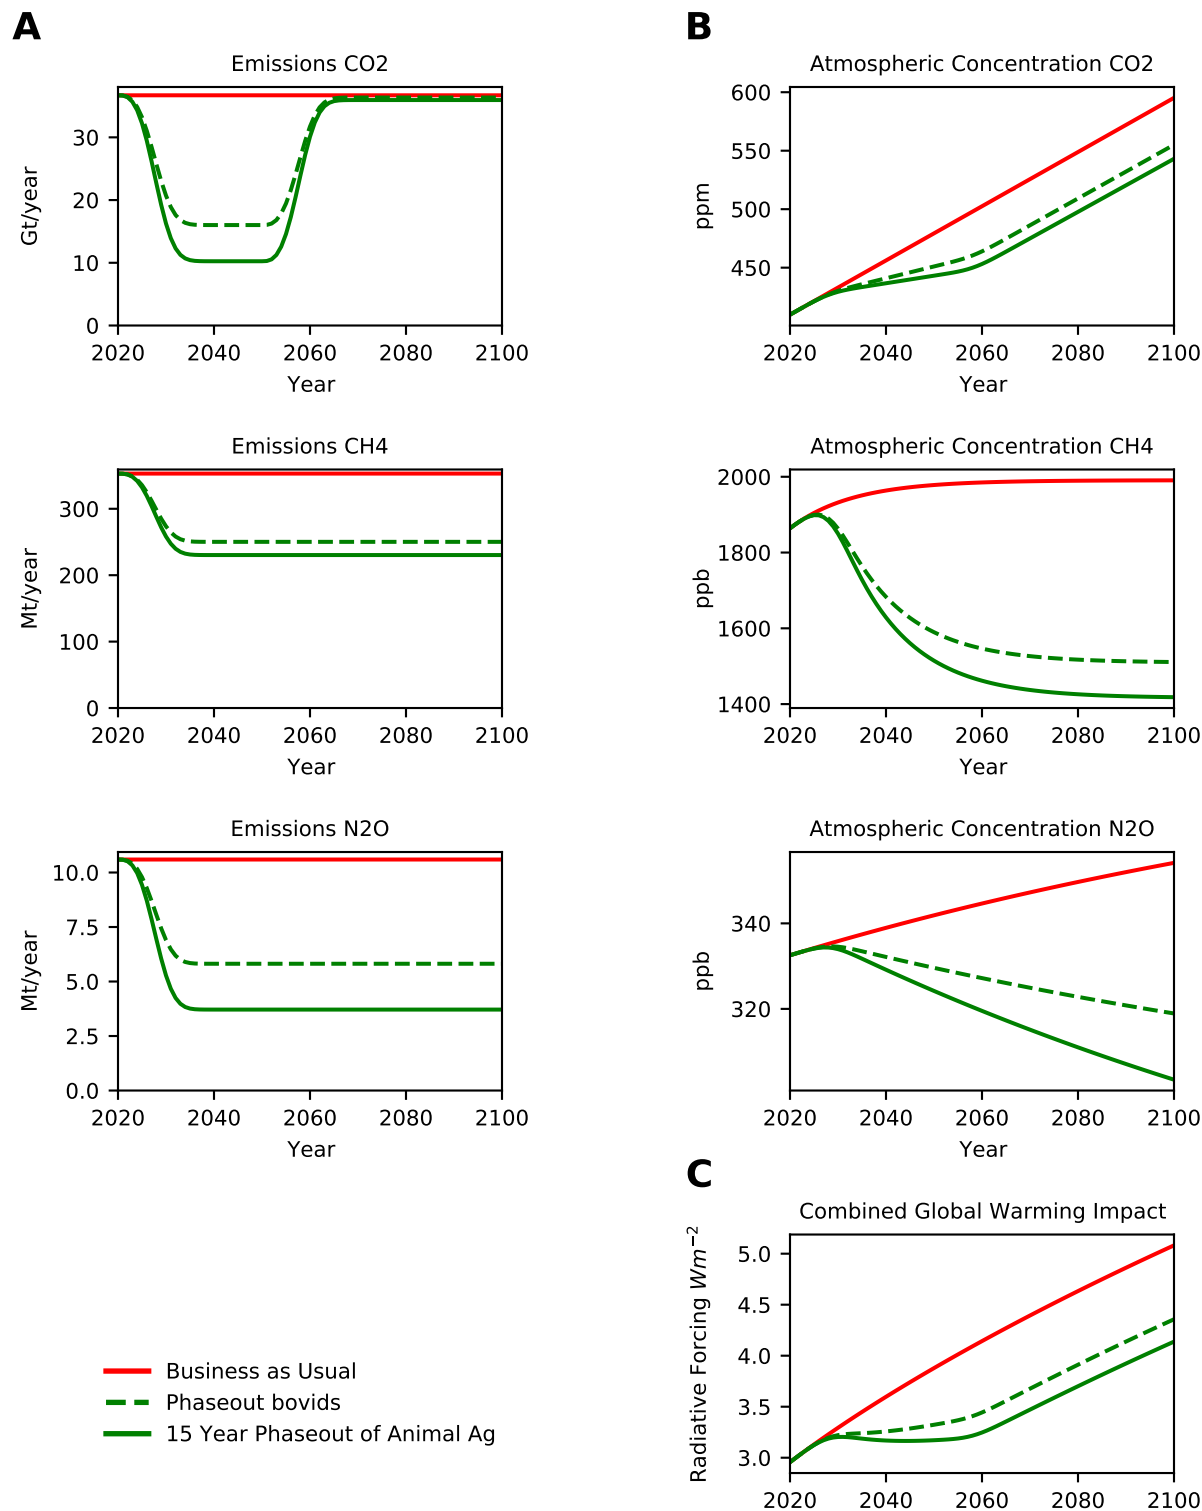 A
Emissions CO2
Gt/year
30
20
10
0
2020 2040 2060 2080 2100
Year
Emissions CH4
Mt/year
300
200
100
0
2020 2040 2060 2080 2100
Year
Emissions N2O
Mt/year
10.0
7.5
5.0
2.5
0.0
2020 2040 2060 2080 2100
Year
B
Atmospheric Concentration CO2
ppm
600
550
500
450
2020 2040 2060 2080 2100
Year
Atmospheric Concentration CH4
ppb
2000
1800
1600
1400
2020 2040 2060 2080 2100
Year
Atmospheric Concentration N2O
ppb
340
320
2020 2040 2060 2080 2100
Year
C
Combined Global Warming Impact
Radiative Forcing Wm⁻²
5.0
4.5
4.0
3.5
3.0
2020 2040 2060 2080 2100
Business as Usual
Phaseout bovids
15 Year Phaseout of Animal Ag